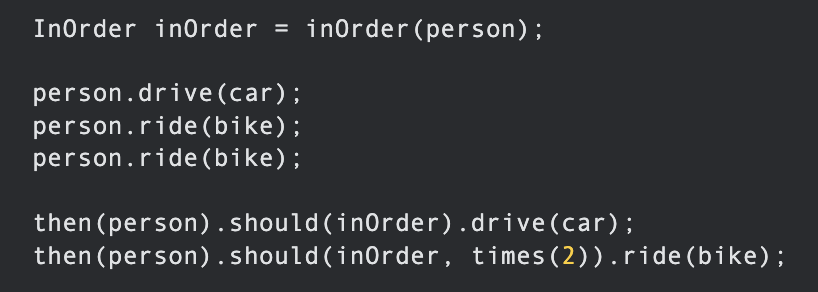 InOrder inOrder = inOrder(person);
person.drive(car);
person.ride(bike);
person.ride(bike);
then(person).should(inOrder).drive(car);
then(person).should(inOrder, times(2)).ride(bike);